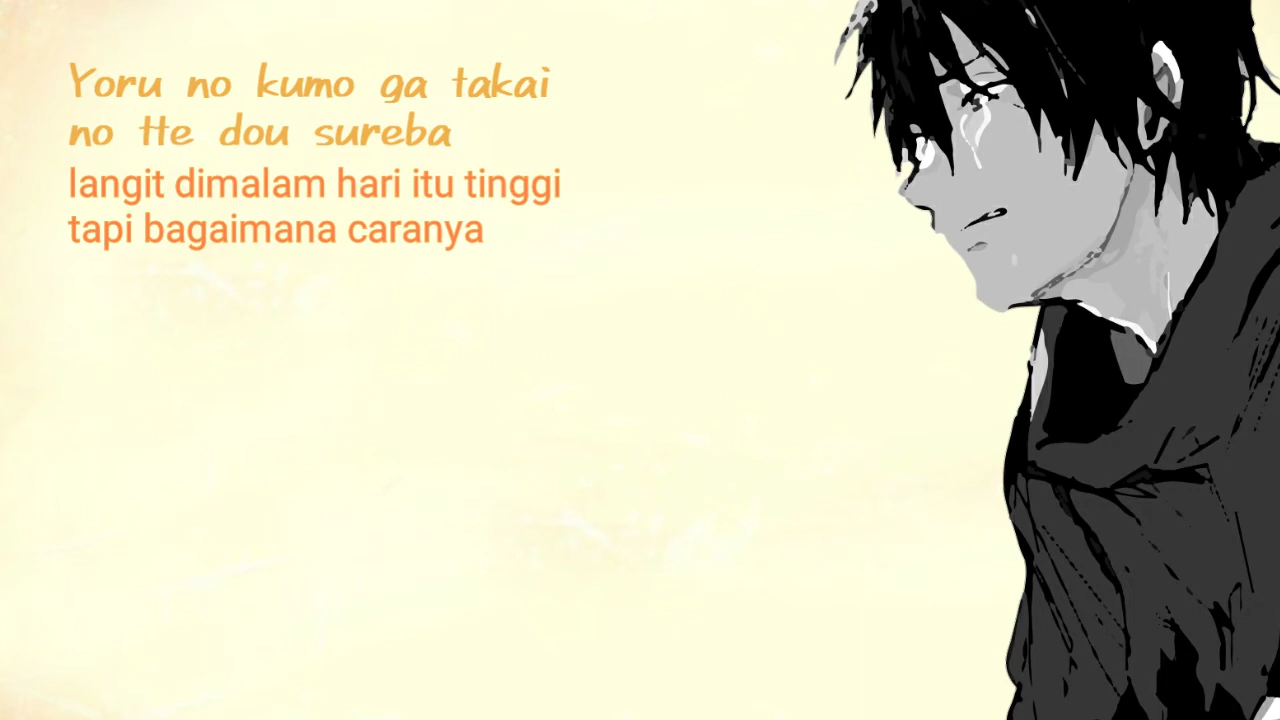 Yoru no kumo ga takai
no tte dou sureba
langit dimalam hari itu tinggi
tapi bagaimana caranya